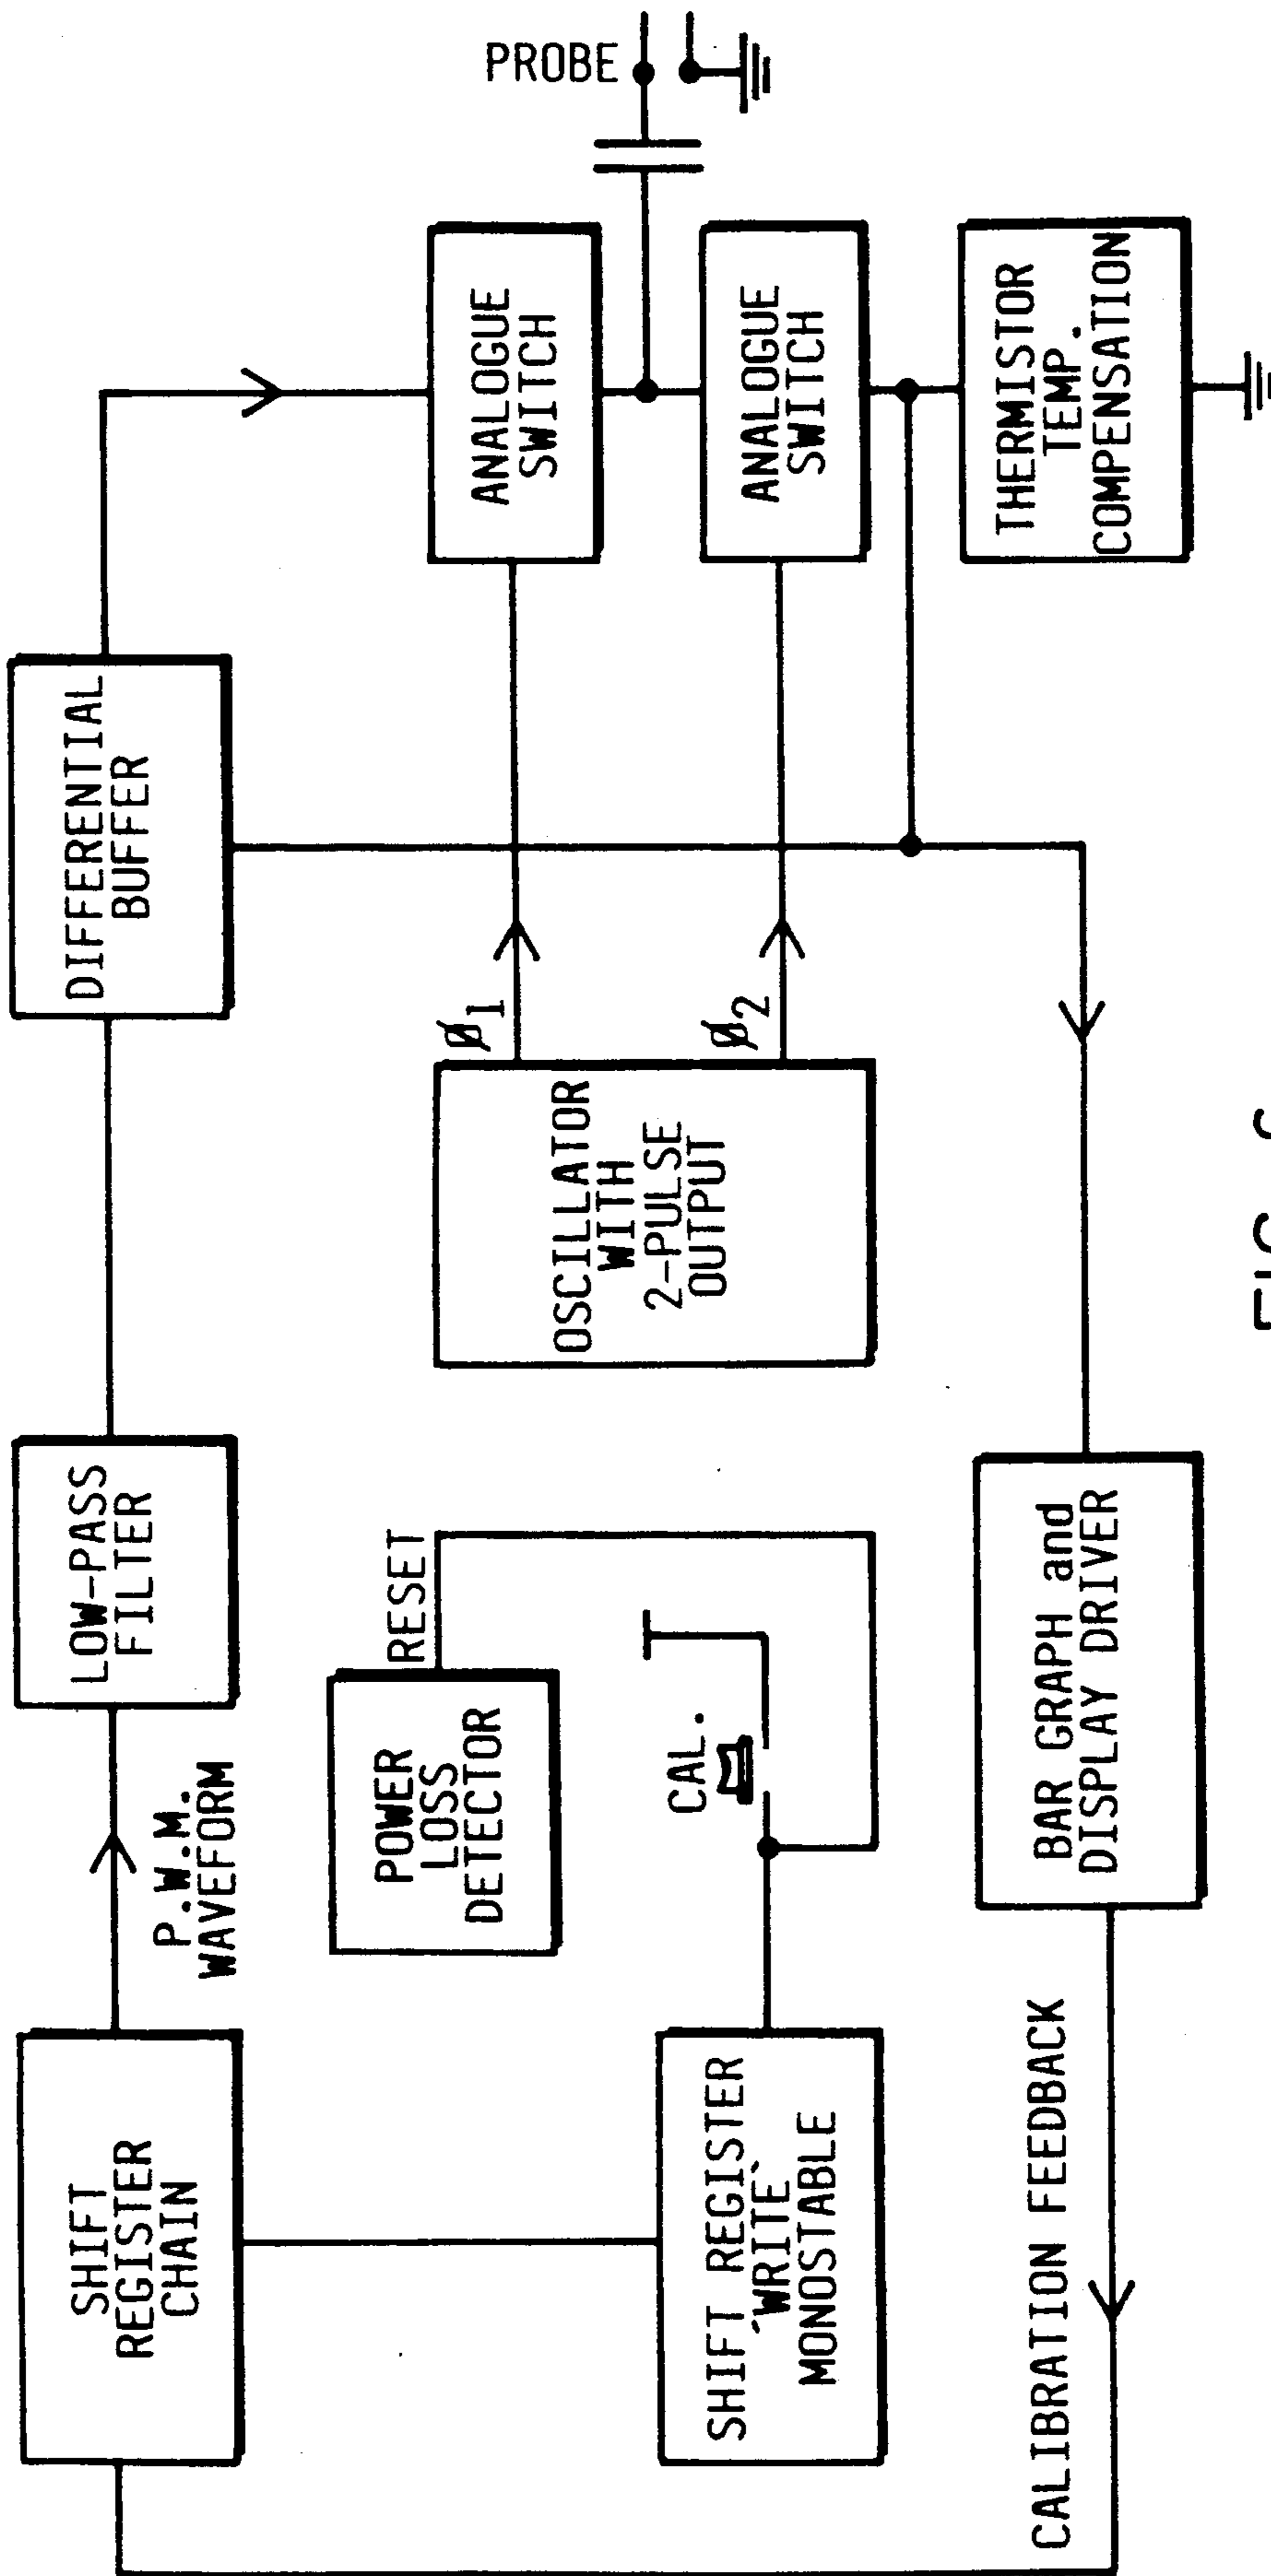 SHIFT
REGISTER
CHAIN
P.W.M.
WAVEFORM
LOW-PASS
FILTER
DIFFERENTIAL
BUFFER
POWER
LOSS
DETECTOR
RESET
CAL.
SHIFT REGISTER
´WRITE`
MONOSTABLE
OSCILLATOR
WITH
2-PULSE
OUTPUT
Ø1
Ø2
ANALOGUE
SWITCH
ANALOGUE
SWITCH
PROBE
THERMISTOR
TEMP.
COMPENSATION
BAR GRAPH and
DISPLAY DRIVER
CALIBRATION FEEDBACK